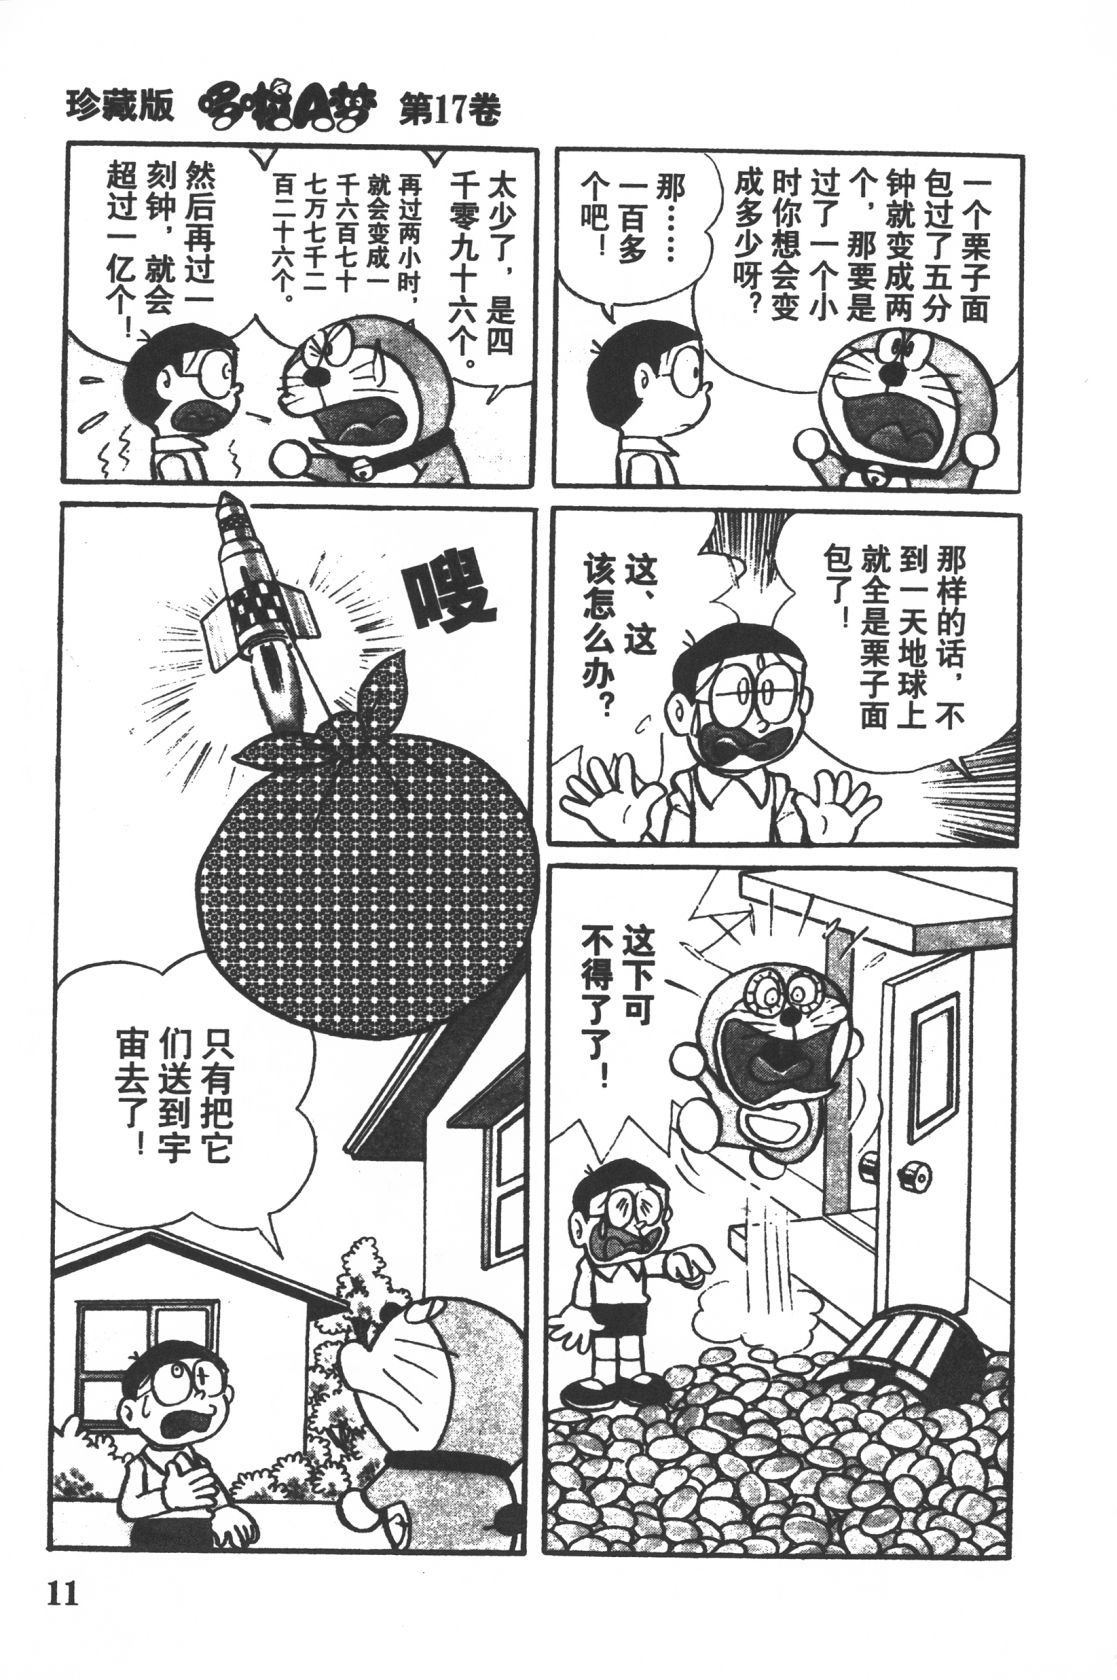 珍藏版 哆啦A梦 第17卷
一个栗子面
包过了五分
钟就变成两
个，那要是
过了一个小
时你想会变
成多少呀？
那……
一百多
个吧！
太少了，是四
千零九十六个。
再过两小时，
就会变成一
千六百七十
七万七千二
百二十六个。
然后再过一
刻钟，就会
超过一亿个！
那样的话，不
到一天地球上
就全是栗子面
包了！
这、这
该怎么办？
这下可
不得了了！
嗖
只有把它
们送到宇
宙去了！
11